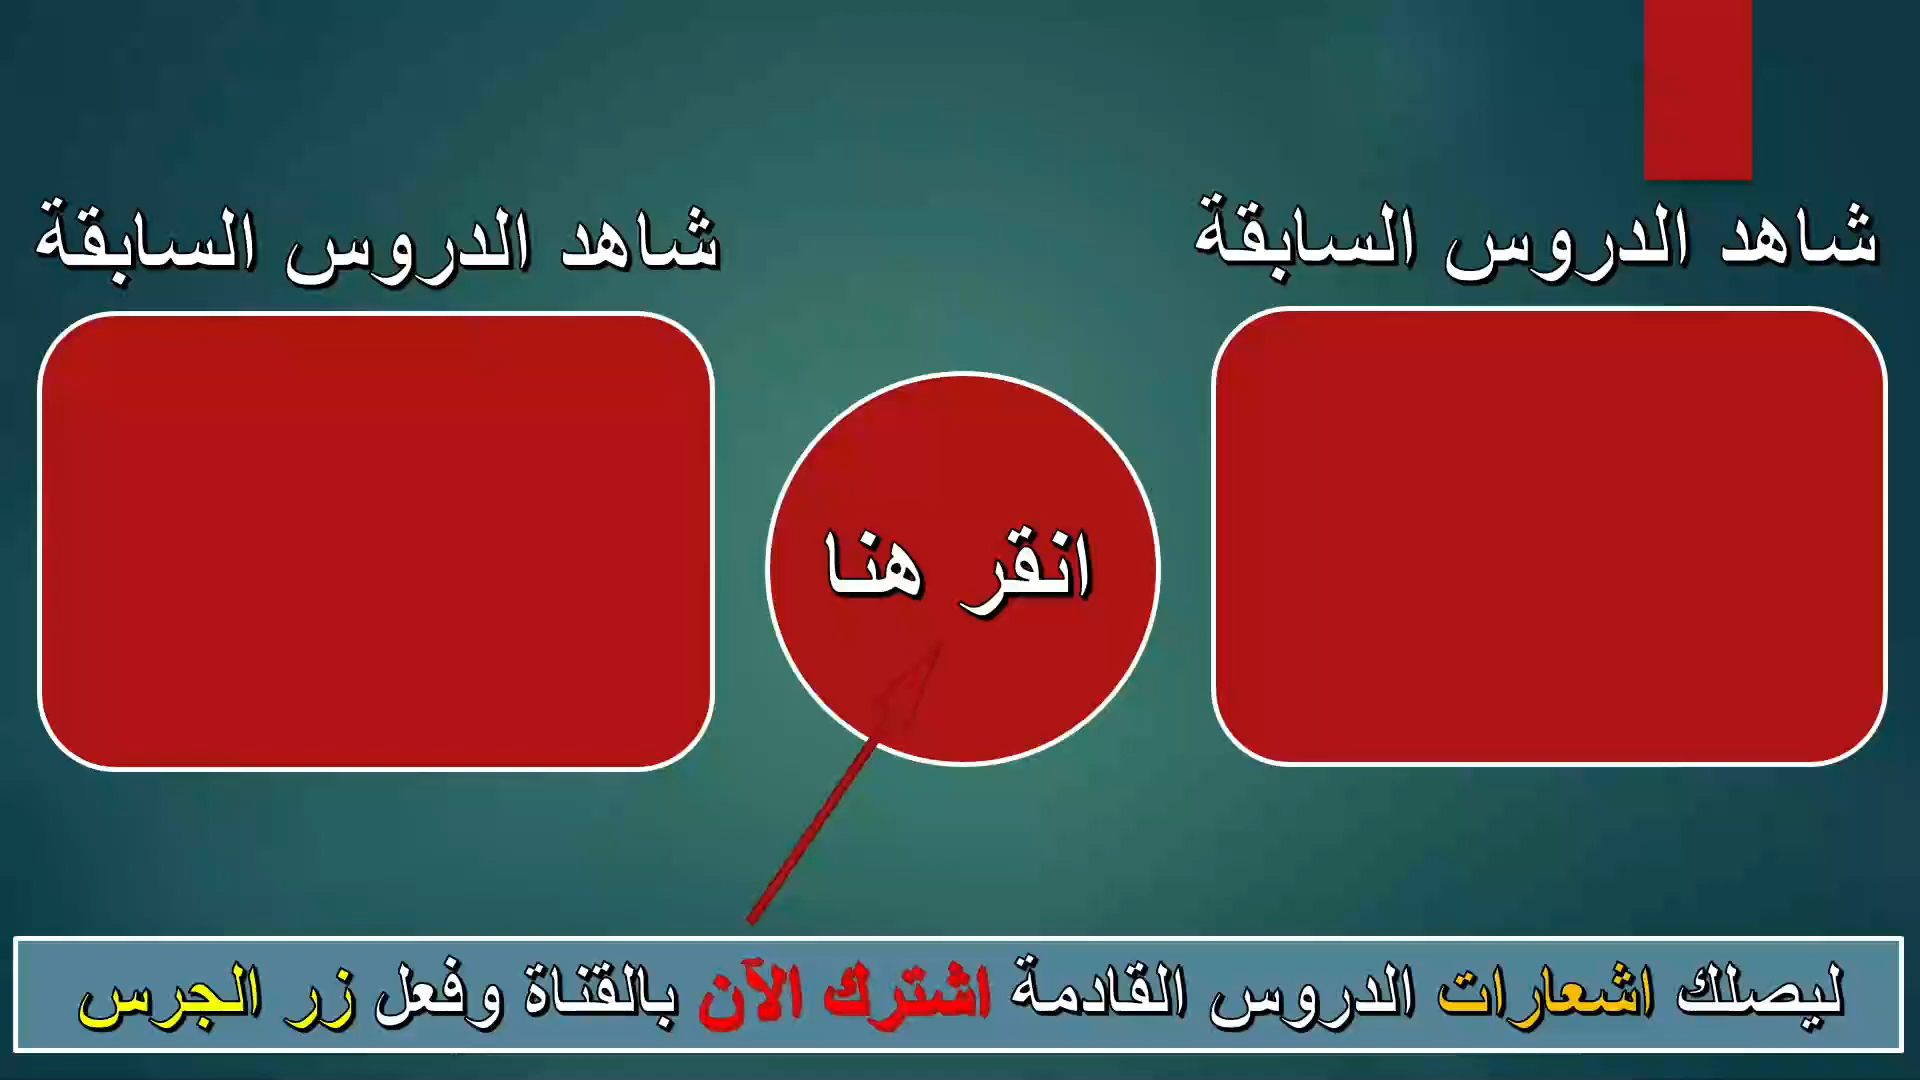 شاهد الدروس السابقة
شاهد الدروس السابقة
انقر هنا
ليصلك اشعارات الدروس القادمة اشترك الآن بالقناة وفعل زر الجرس